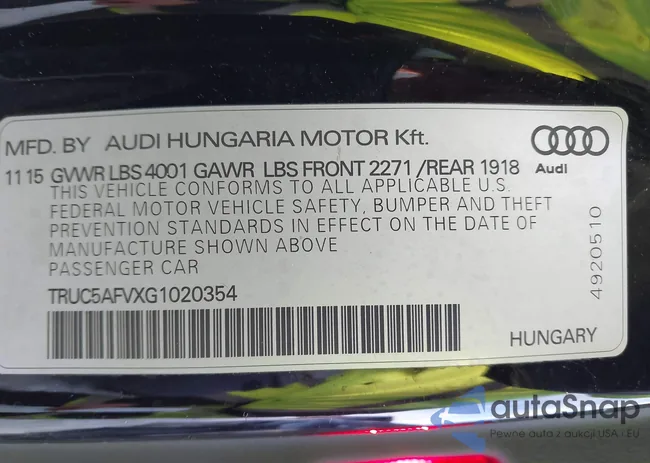 MFD. BY AUDI HUNGARIA MOTOR Kft.
11 15 GVWR LBS 4001 GAWR LBS FRONT 2271 /REAR 1918
Audi
THIS VEHICLE CONFORMS TO ALL APPLICABLE U.S.
FEDERAL MOTOR VEHICLE SAFETY, BUMPER AND THEFT
PREVENTION STANDARDS IN EFFECT ON THE DATE OF
MANUFACTURE SHOWN ABOVE
PASSENGER CAR
TRUC5AFVXG1020354
4920510
HUNGARY
autaSnap
Pewne auta z aukcji USA i EU